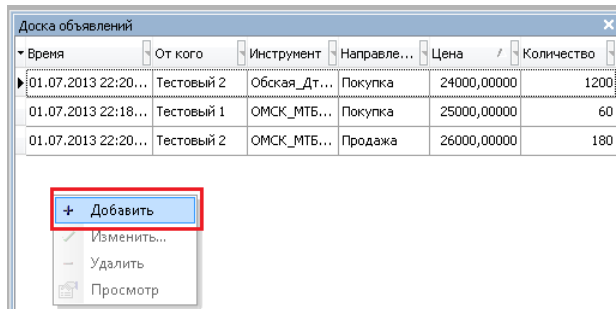 Доска объявлений
Время От кого Инструмент Направле... Цена Количество
01.07.2013 22:20... Тестовый 2 Обская_Дт... Покупка 24000,00000 1200
01.07.2013 22:18... Тестовый 1 ОМСК_МТБ... Покупка 25000,00000 60
01.07.2013 22:20... Тестовый 2 ОМСК_МТБ... Продажа 26000,00000 180
Добавить
Изменить...
Удалить
Просмотр